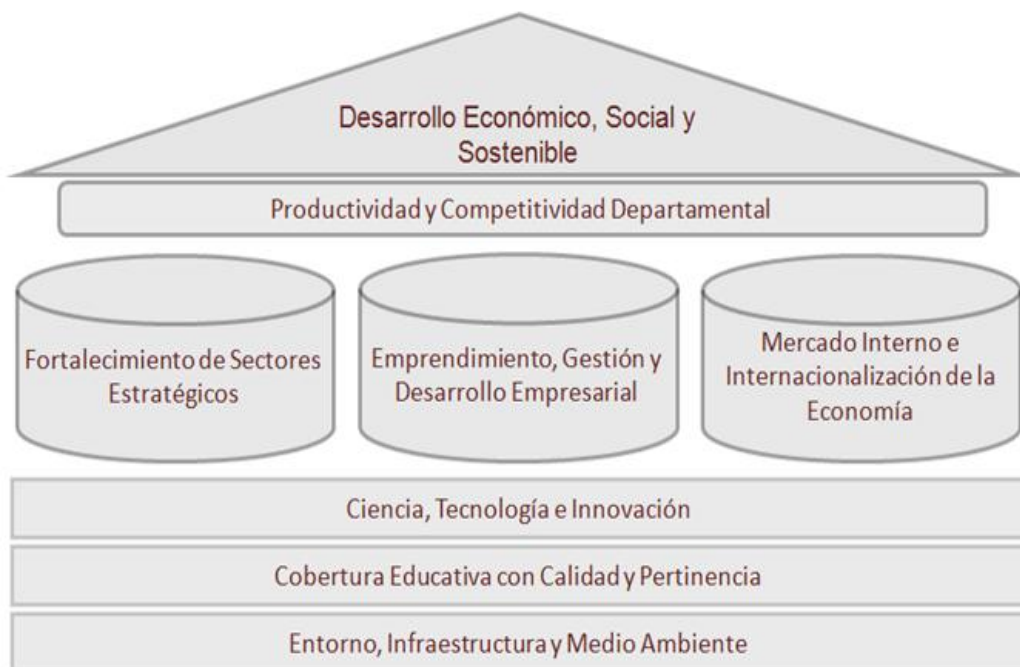 Desarrollo Económico, Social y
Sostenible
Productividad y Competitividad Departamental
Fortalecimiento de Sectores
Estratégicos
Emprendimiento, Gestión y
Desarrollo Empresarial
Mercado Interno e
Internacionalización de la
Economía
Ciencia, Tecnología e Innovación
Cobertura Educativa con Calidad y Pertinencia
Entorno, Infraestructura y Medio Ambiente